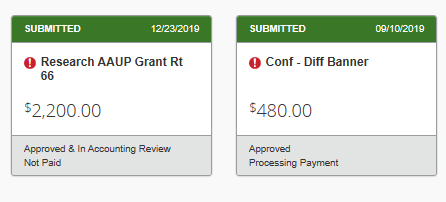 SUBMITTED 12/23/2019
Research AAUP Grant Rt
66
$2,200.00
Approved & In Accounting Review
Not Paid
SUBMITTED 09/10/2019
Conf - Diff Banner
$480.00
Approved
Processing Payment